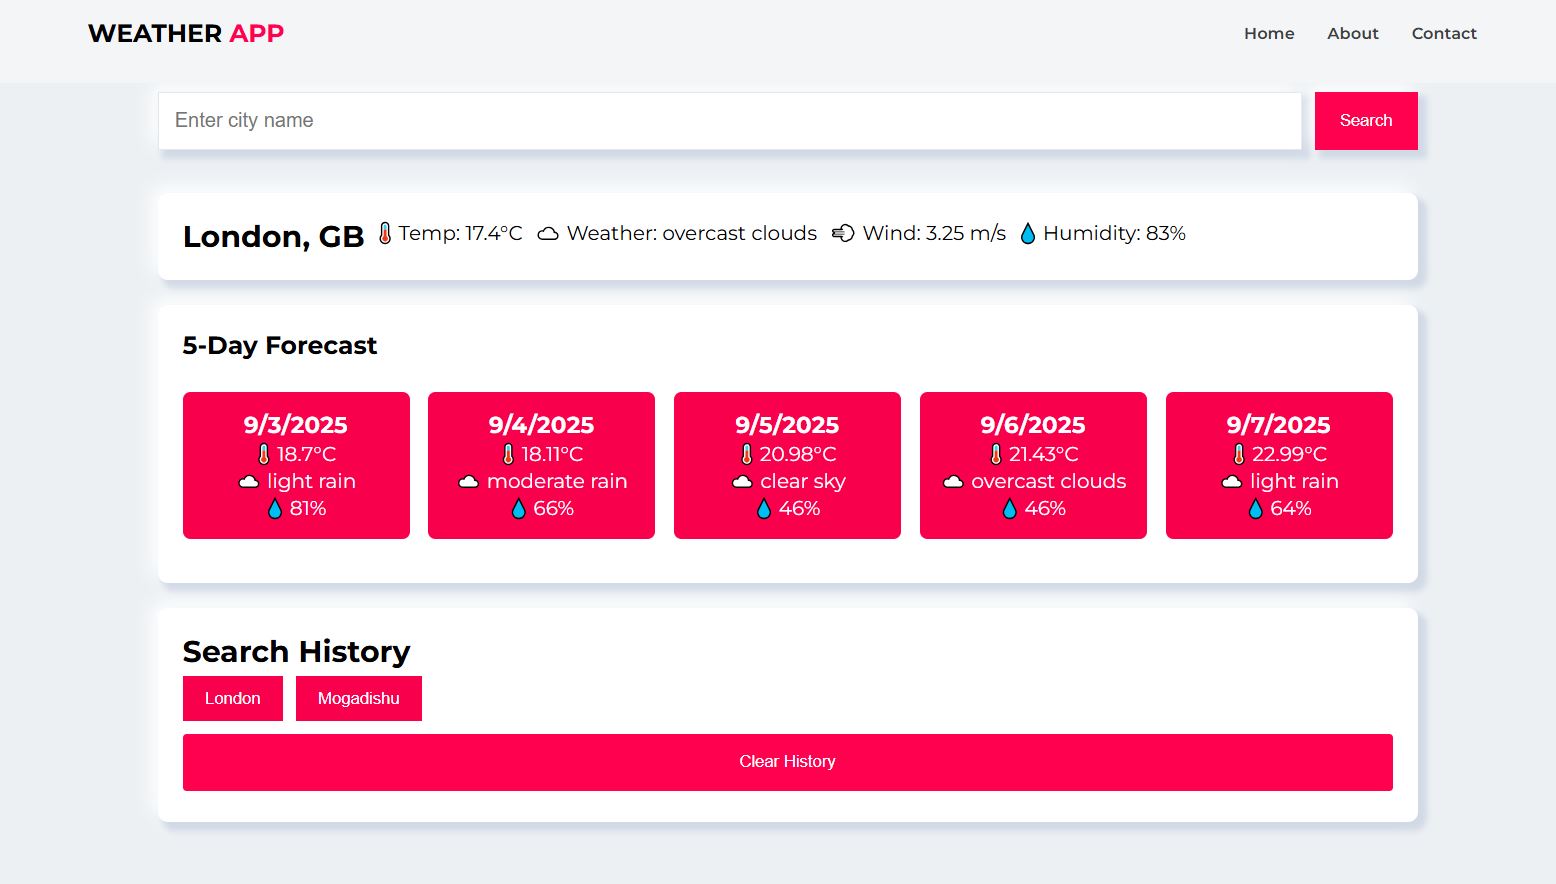 WEATHER APP
Home About Contact
Enter city name
Search
London, GB Temp: 17.4°C Weather: overcast clouds Wind: 3.25 m/s Humidity: 83%
5-Day Forecast
9/3/2025
18.7°C
light rain
81%
9/4/2025
18.11°C
moderate rain
66%
9/5/2025
20.98°C
clear sky
46%
9/6/2025
21.43°C
overcast clouds
46%
9/7/2025
22.99°C
light rain
64%
Search History
London Mogadishu
Clear History